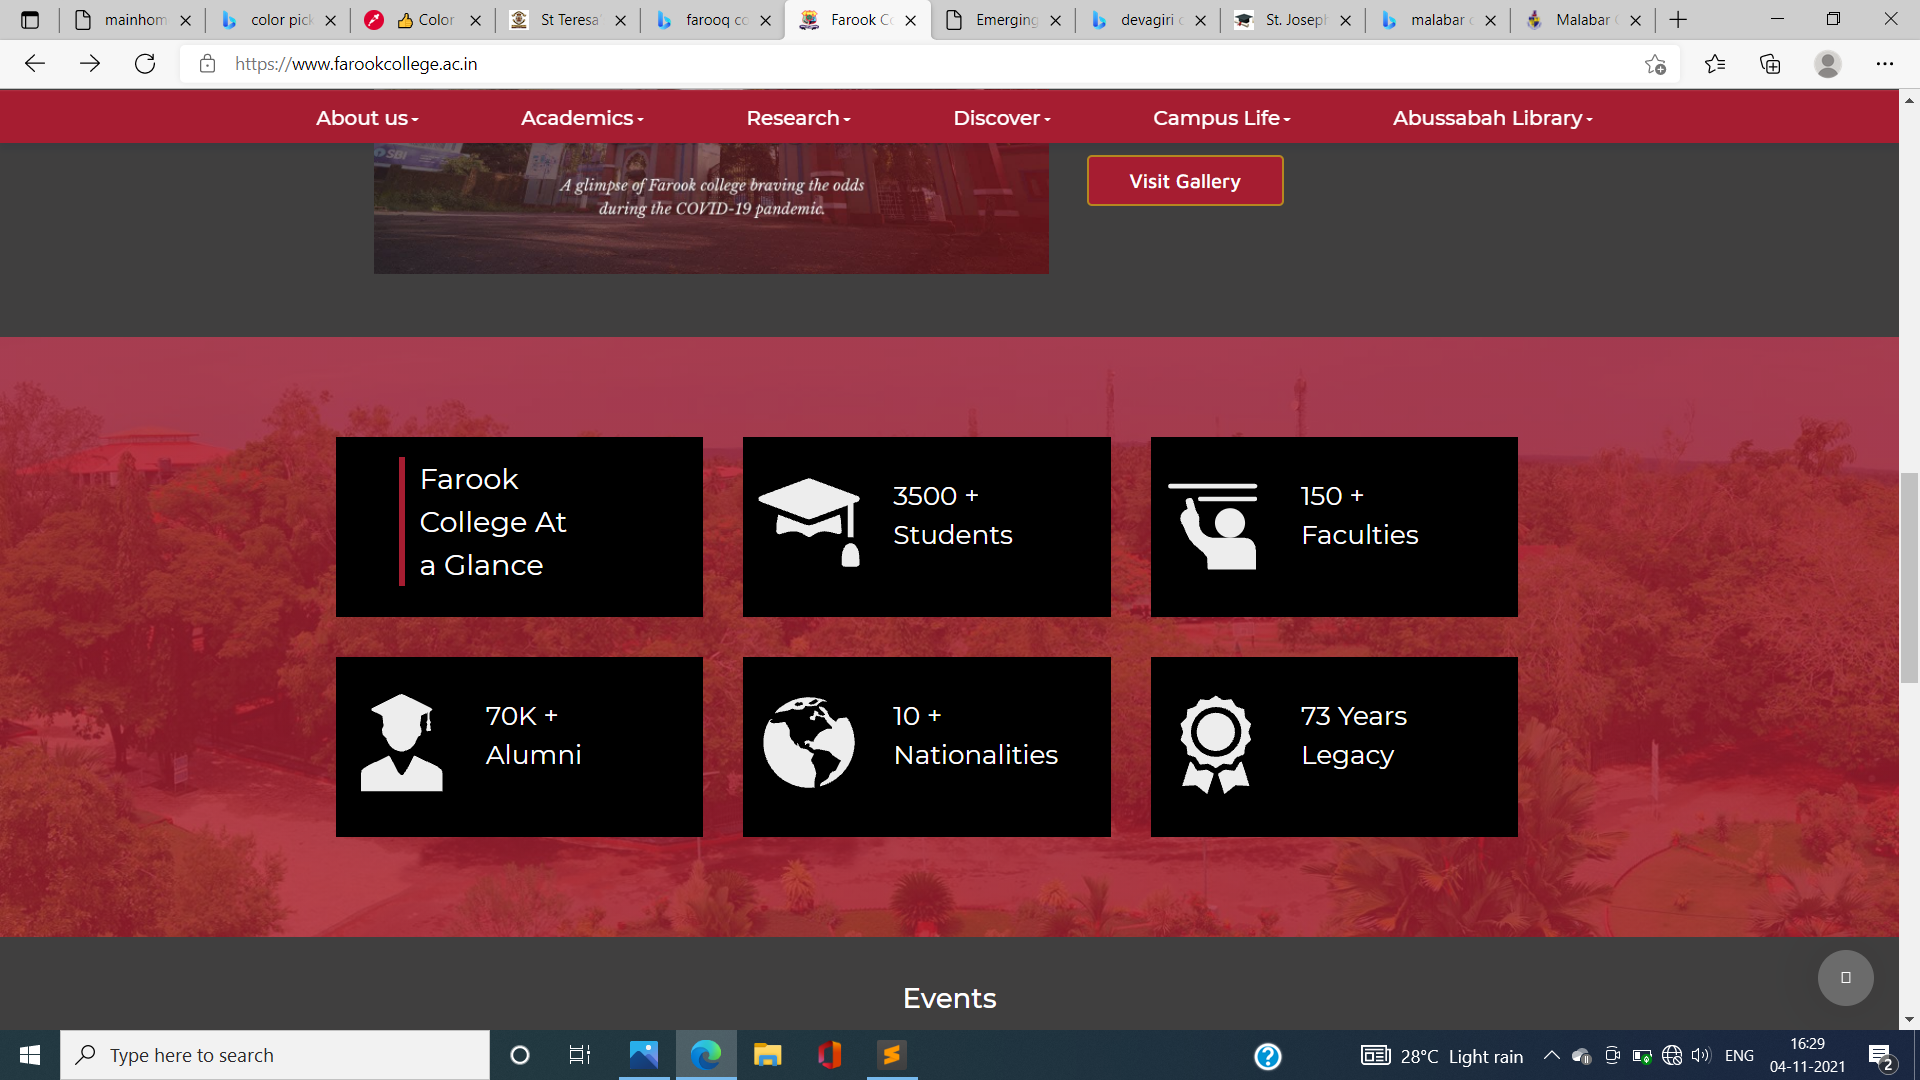 mainhom
color pick
Color
St Teresa'
farooq co
Farook Co
Emerging
devagiri c
St. Joseph
malabar c
Malabar
https://www.farookcollege.ac.in
About us
Academics
Research
Discover
Campus Life
Abussabah Library
SBI
A glimpse of Farook college braving the odds
during the COVID-19 pandemic.
Visit Gallery
Farook
College At
a Glance
3500 +
Students
150 +
Faculties
70K +
Alumni
10 +
Nationalities
73 Years
Legacy
Events
Type here to search
28°C Light rain
ENG
16:29
04-11-2021
2